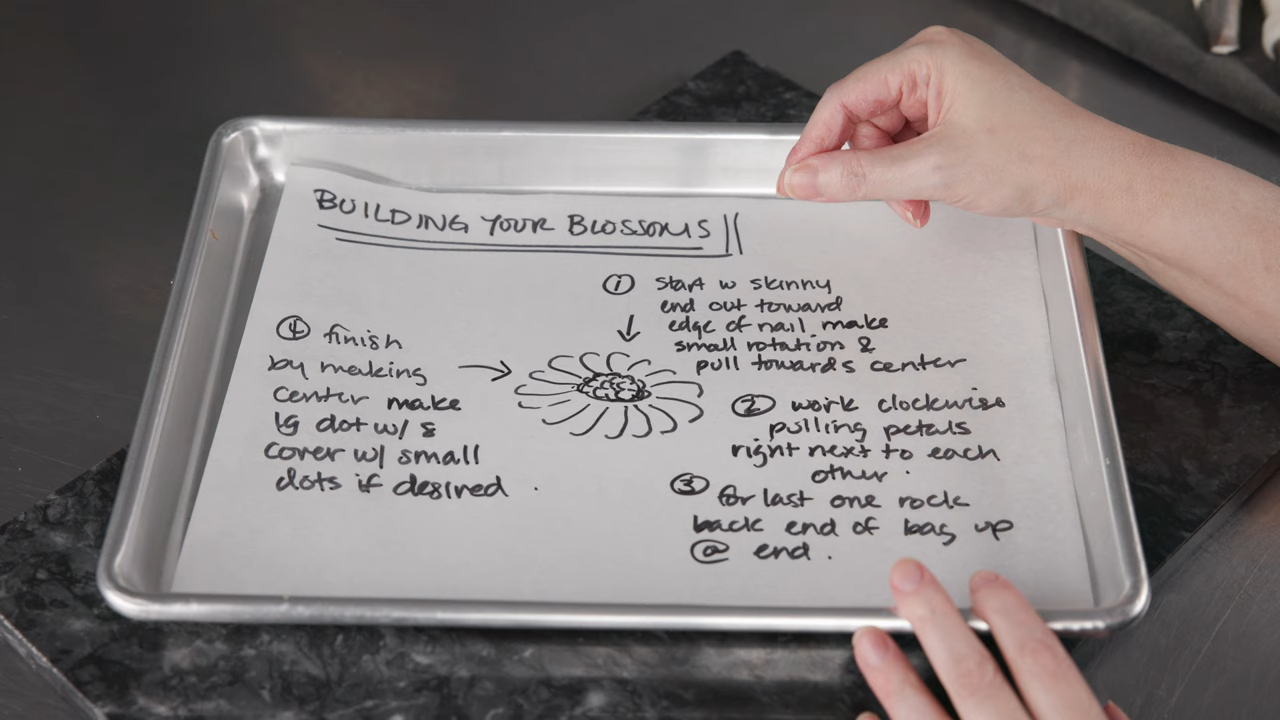 BUILDING YOUR BLOSSOMS
① start w skinny
end out toward
edge of nail make
small rotation &
pull towards center
② work clockwise
pulling petals
right next to each
other.
③ for last one rock
back end of bag up
@ end.
④ finish
by making
center make
lg dot w/ &
cover w/ small
dots if desired.